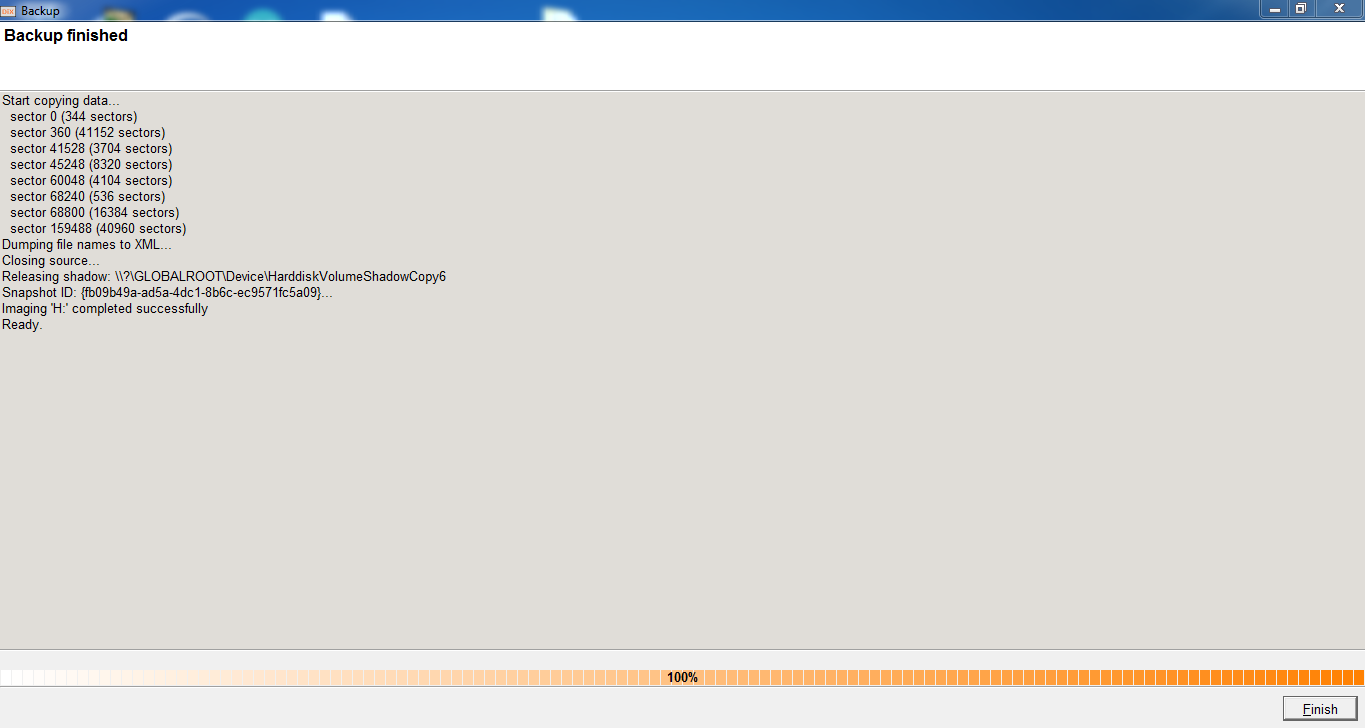 Backup
Backup finished
Start copying data...
sector 0 (344 sectors)
sector 360 (41152 sectors)
sector 41528 (3704 sectors)
sector 45248 (8320 sectors)
sector 60048 (4104 sectors)
sector 68240 (536 sectors)
sector 68800 (16384 sectors)
sector 159488 (40960 sectors)
Dumping file names to XML...
Closing source...
Releasing shadow: \\?\GLOBALROOT\Device\HarddiskVolumeShadowCopy6
Snapshot ID: {fb09b49a-ad5a-4dc1-8b6c-ec9571fc5a09}...
Imaging 'H:' completed successfully
Ready.
100%
Finish